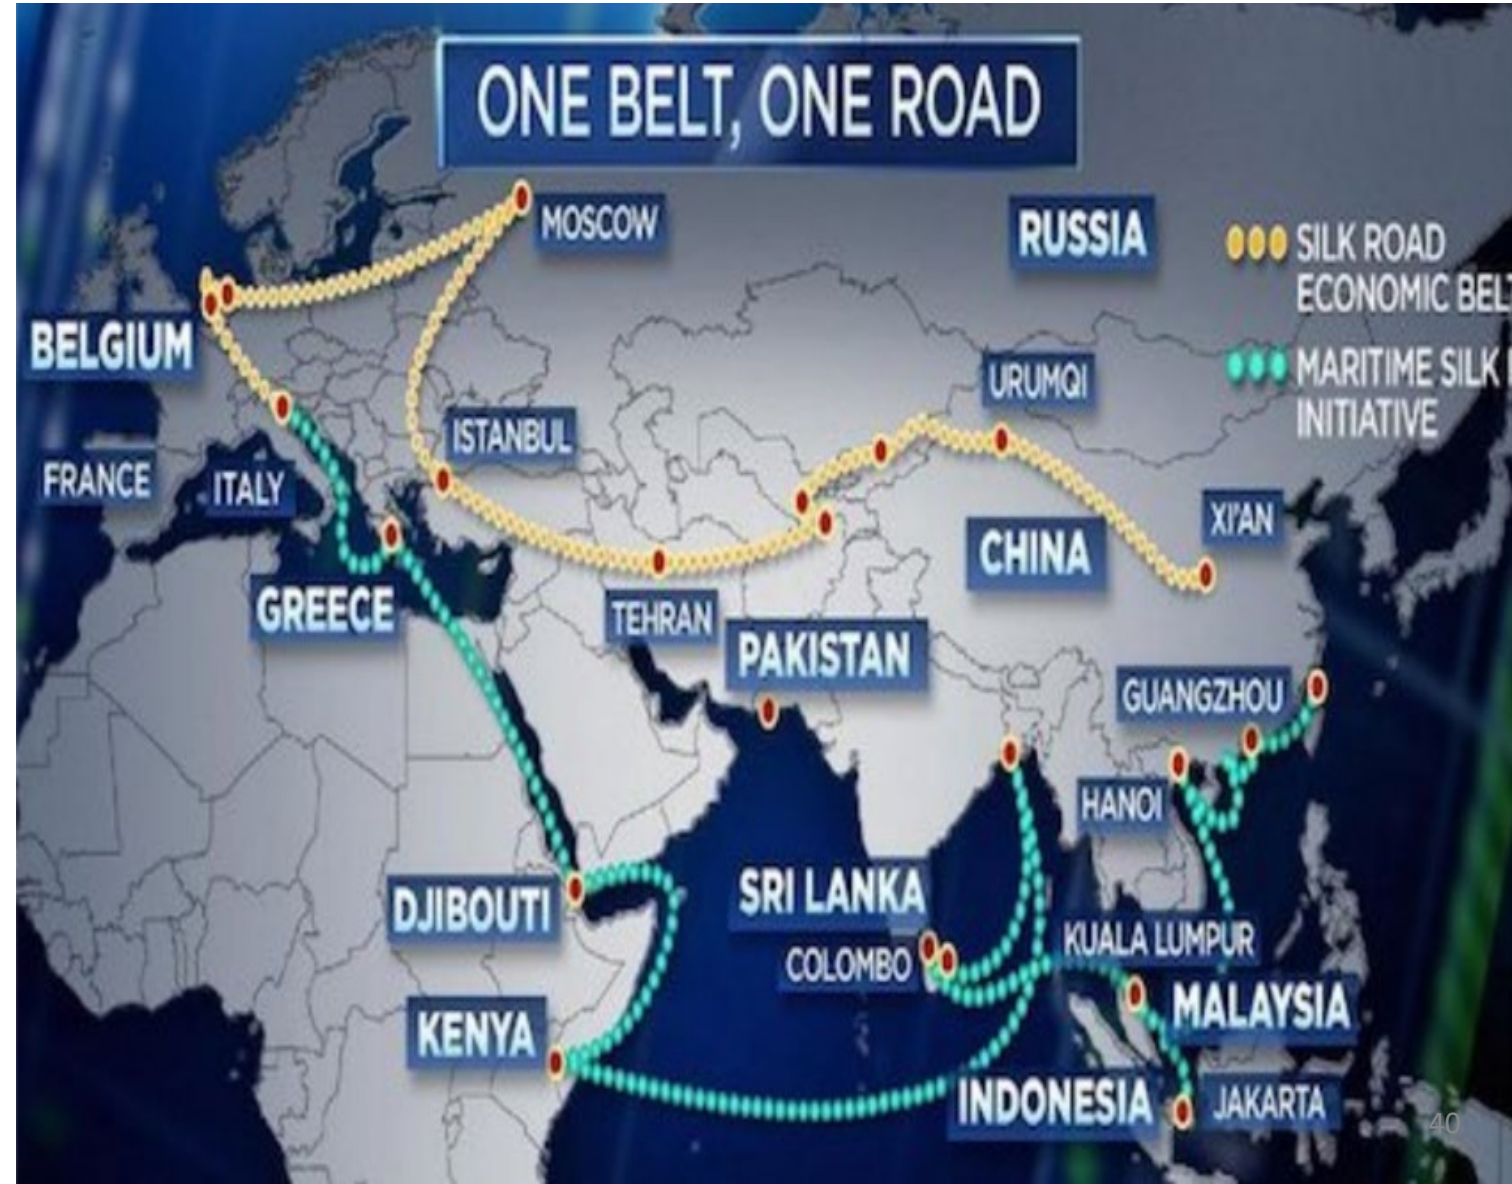 ONE BELT, ONE ROAD
MOSCOW
RUSSIA
SILK ROAD
ECONOMIC BEL
MARITIME SILK
INITIATIVE
BELGIUM
URUMQI
ISTANBUL
FRANCE
ITALY
XI'AN
CHINA
GREECE
TEHRAN
PAKISTAN
GUANGZHOU
HANOI
SRI LANKA
DJIBOUTI
KUALA LUMPUR
COLOMBO
MALAYSIA
KENYA
INDONESIA
JAKARTA
40